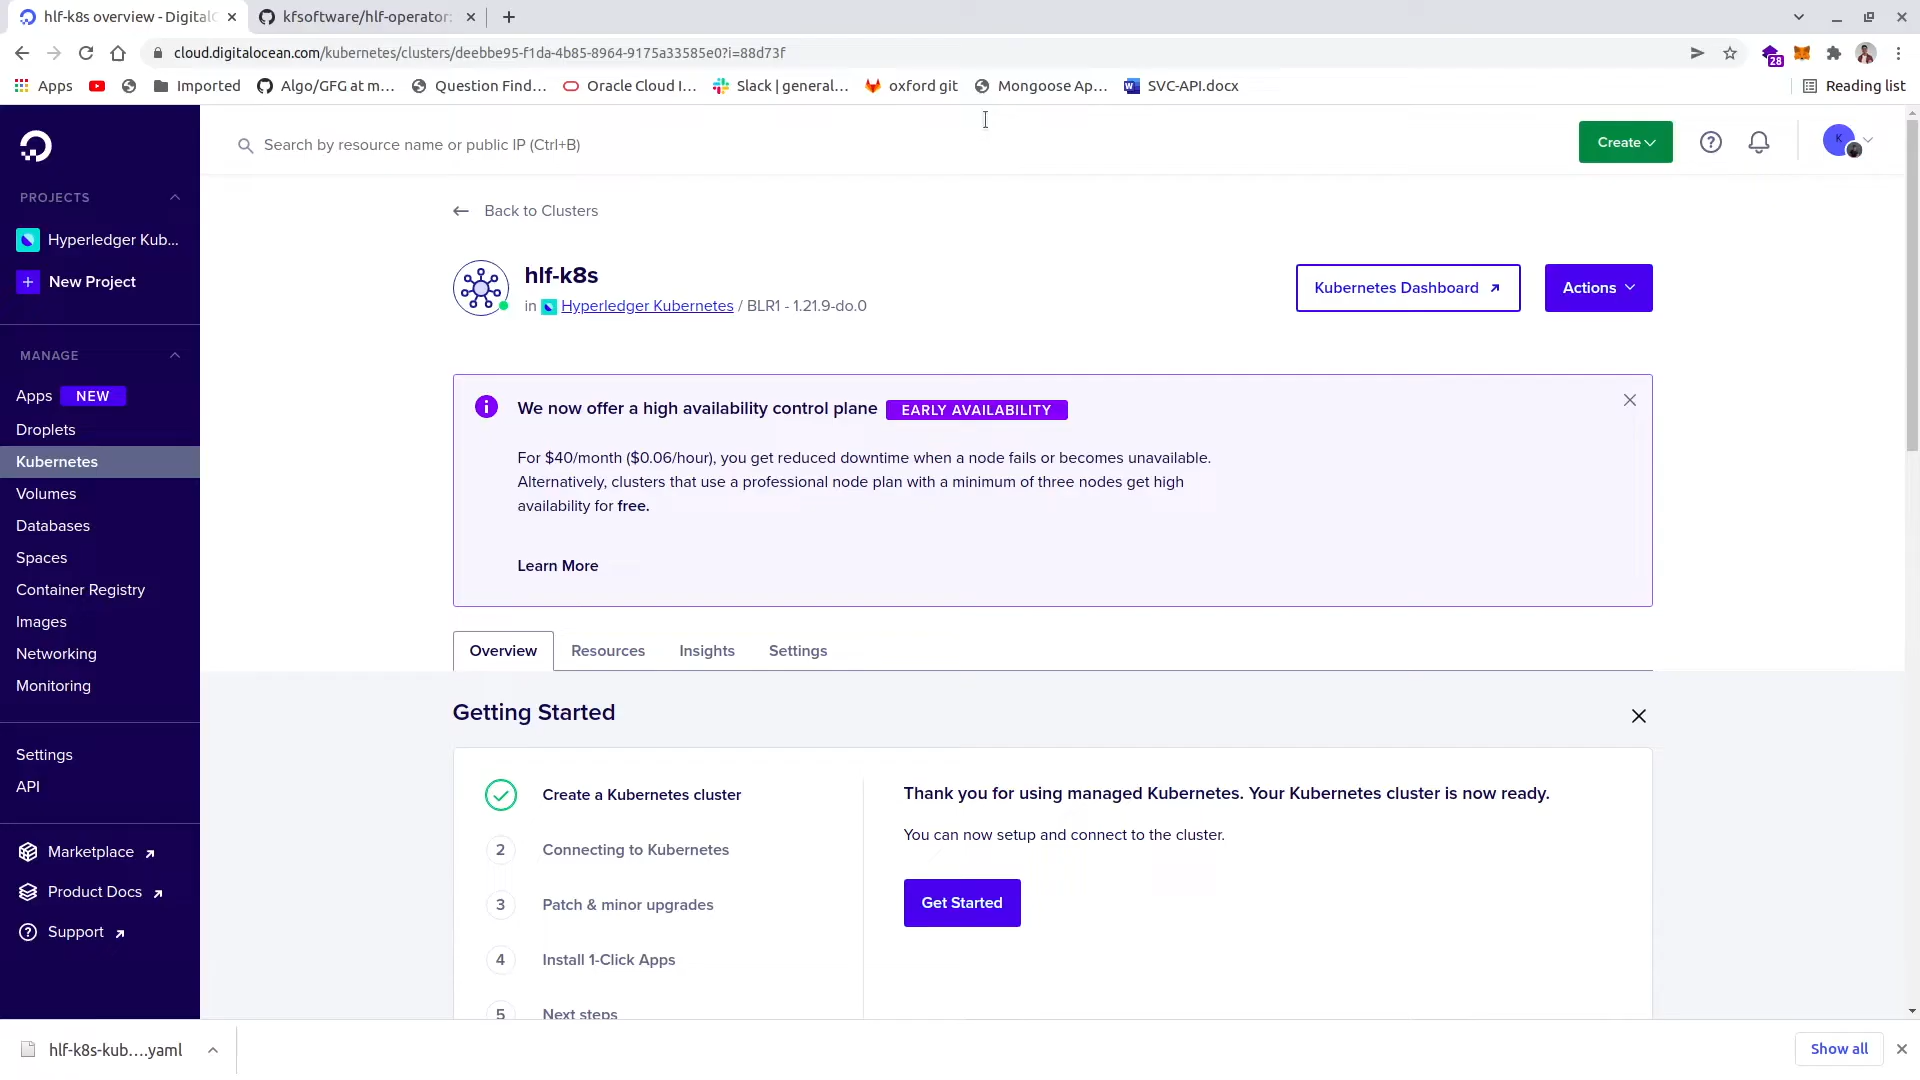 hlf-k8s overview - DigitalO
kfsoftware/hlf-operator:
cloud.digitalocean.com/kubernetes/clusters/deebbe95-f1da-4b85-8964-9175a33585e0?i=88d73f
28
Apps
Imported
Algo/GFG at m...
Question Find...
Oracle Cloud I...
Slack | general...
oxford git
Mongoose Ap...
SVC-API.docx
Reading list
Search by resource name or public IP (Ctrl+B)
Create
K
PROJECTS
Hyperledger Kub...
New Project
MANAGE
Apps NEW
Droplets
Kubernetes
Volumes
Databases
Spaces
Container Registry
Images
Networking
Monitoring
Settings
API
Marketplace
Product Docs
Support
Back to Clusters
hlf-k8s
in Hyperledger Kubernetes / BLR1 - 1.21.9-do.0
Kubernetes Dashboard
Actions
We now offer a high availability control plane EARLY AVAILABILITY
For $40/month ($0.06/hour), you get reduced downtime when a node fails or becomes unavailable.
Alternatively, clusters that use a professional node plan with a minimum of three nodes get high
availability for free.
Learn More
Overview
Resources
Insights
Settings
Getting Started
Create a Kubernetes cluster
2 Connecting to Kubernetes
3 Patch & minor upgrades
4 Install 1-Click Apps
5 Next steps
Thank you for using managed Kubernetes. Your Kubernetes cluster is now ready.
You can now setup and connect to the cluster.
Get Started
hlf-k8s-kub....yaml
Show all